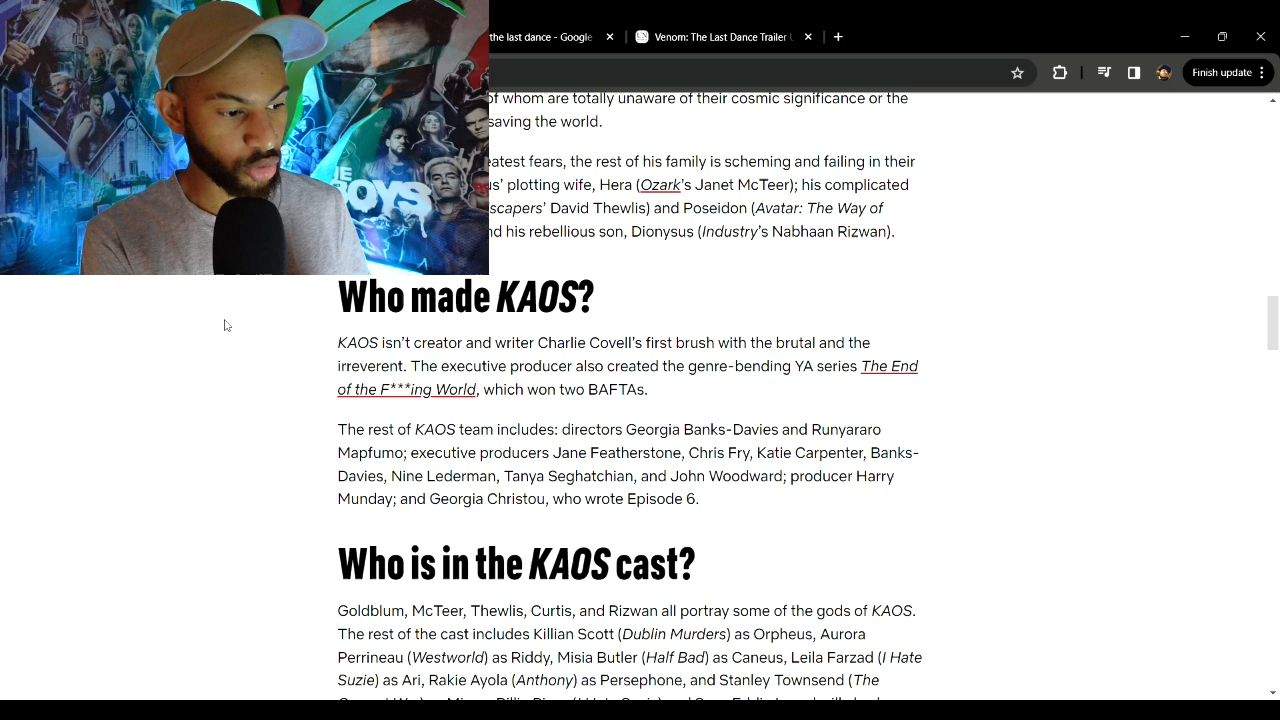 the last dance - Google
Venom: The Last Dance Trailer
Finish update
of whom are totally unaware of their cosmic significance or the
saving the world.
eatest fears, the rest of his family is scheming and failing in their
us' plotting wife, Hera (Ozark's Janet McTeer); his complicated
scapers' David Thewlis) and Poseidon (Avatar: The Way of
nd his rebellious son, Dionysus (Industry's Nabhaan Rizwan).
THE BOYS
Who made KAOS?
KAOS isn't creator and writer Charlie Covell's first brush with the brutal and the
irreverent. The executive producer also created the genre-bending YA series The End
of the F***ing World, which won two BAFTAs.
The rest of KAOS team includes: directors Georgia Banks-Davies and Runyararo
Mapfumo; executive producers Jane Featherstone, Chris Fry, Katie Carpenter, Banks-
Davies, Nine Lederman, Tanya Seghatchian, and John Woodward; producer Harry
Munday; and Georgia Christou, who wrote Episode 6.
Who is in the KAOS cast?
Goldblum, McTeer, Thewlis, Curtis, and Rizwan all portray some of the gods of KAOS.
The rest of the cast includes Killian Scott (Dublin Murders) as Orpheus, Aurora
Perrineau (Westworld) as Riddy, Misia Butler (Half Bad) as Caneus, Leila Farzad (I Hate
Suzie) as Ari, Rakie Ayola (Anthony) as Persephone, and Stanley Townsend (The